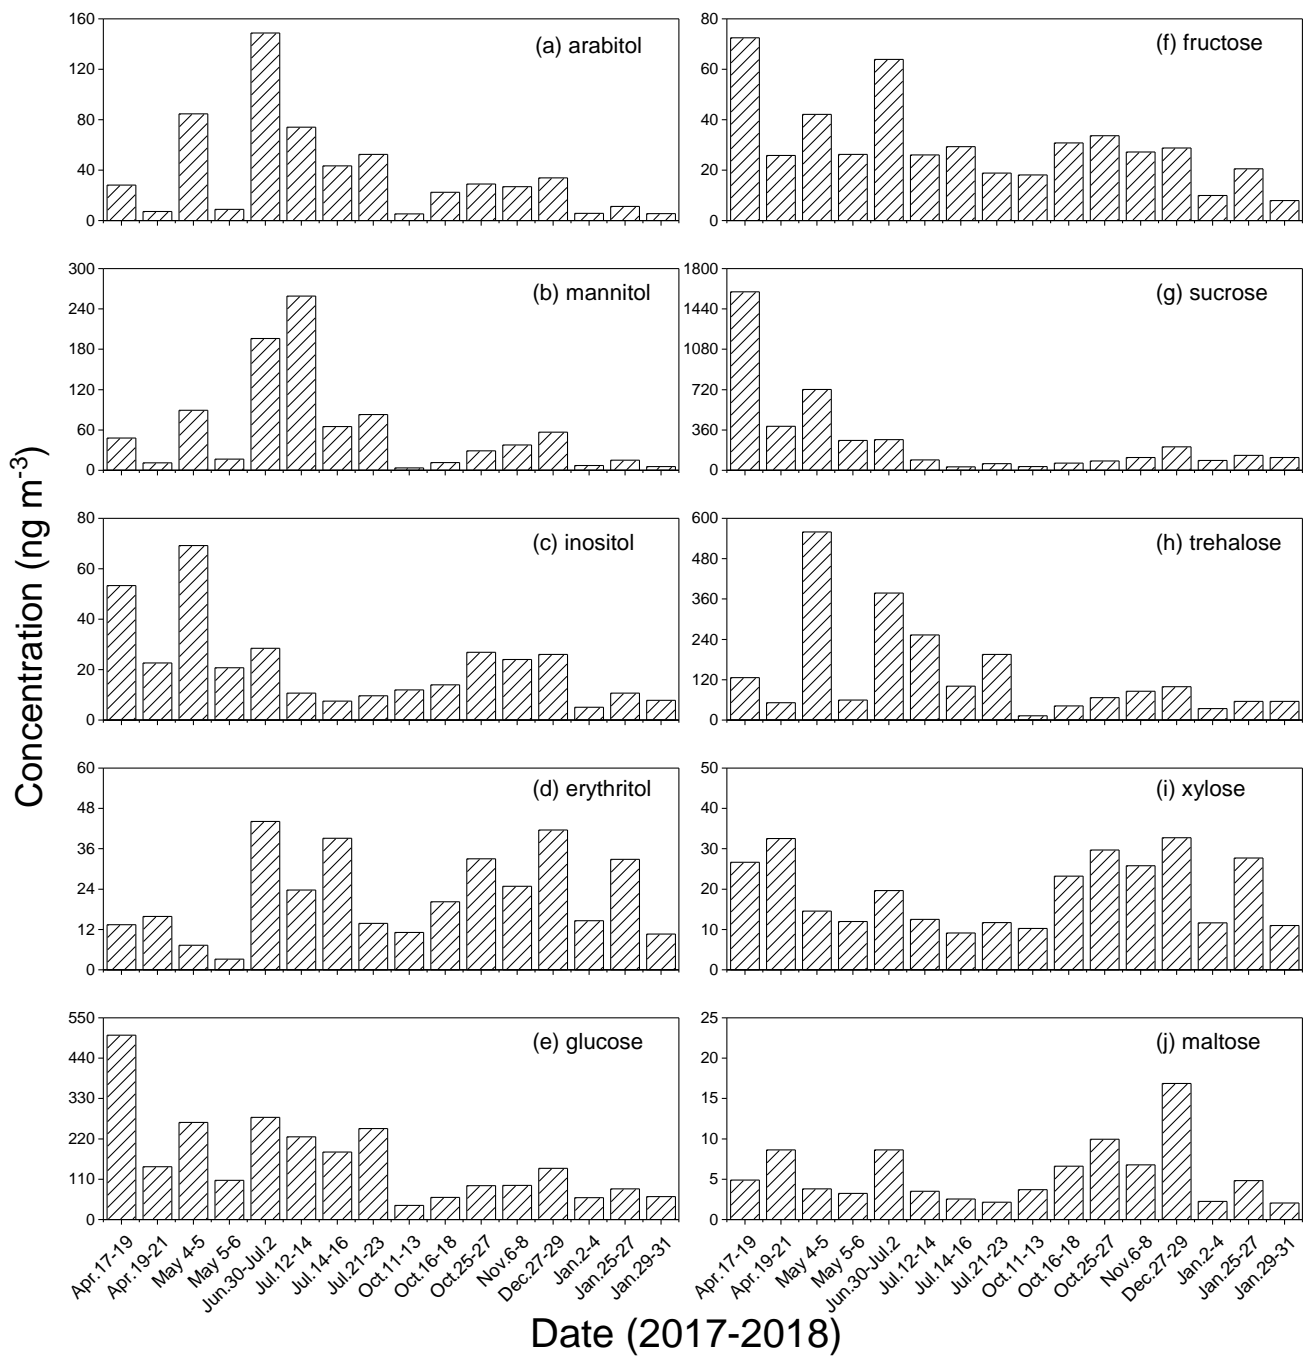 Concentration (ng m-3)
160
120
80
40
0
(a) arabitol
80
60
40
20
0
(f) fructose
300
240
180
120
60
0
(b) mannitol
1800
1440
1080
720
360
0
(g) sucrose
80
60
40
20
0
(c) inositol
600
480
360
240
120
0
(h) trehalose
60
48
36
24
12
0
(d) erythritol
50
40
30
20
10
0
(i) xylose
550
440
330
220
110
0
(e) glucose
25
20
15
10
5
0
(j) maltose
Apr.17-19
Apr.19-21
May 4-5
May.5-6
Jun.30-Jul.2
Jul.12-14
Jul.14-16
Jul.21-23
Oct.11-13
Oct.16-18
Oct.25-27
Nov.6-8
Dec.27-29
Jan.2-4
Jan.25-27
Jan.29-31
Apr.17-19
Apr.19-21
May 4-5
May.5-6
Jun.30-Jul.2
Jul.12-14
Jul.14-16
Jul.21-23
Oct.11-13
Oct.16-18
Oct.25-27
Nov.6-8
Dec.27-29
Jan.2-4
Jan.25-27
Jan.29-31
Date (2017-2018)